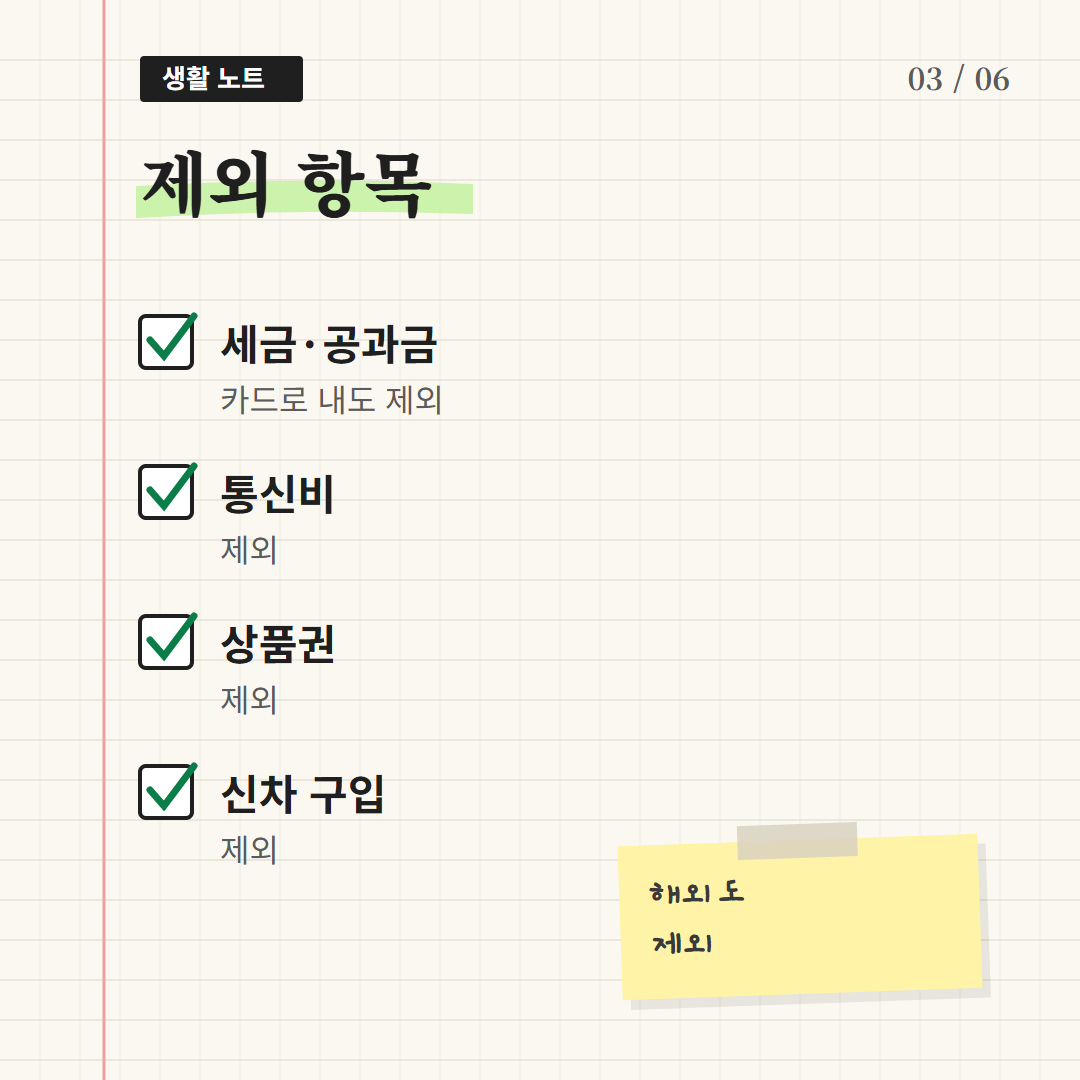 생활 노트
03 / 06
제외 항목
세금·공과금
카드로 내도 제외
통신비
제외
상품권
제외
신차 구입
제외
해외 도
제외